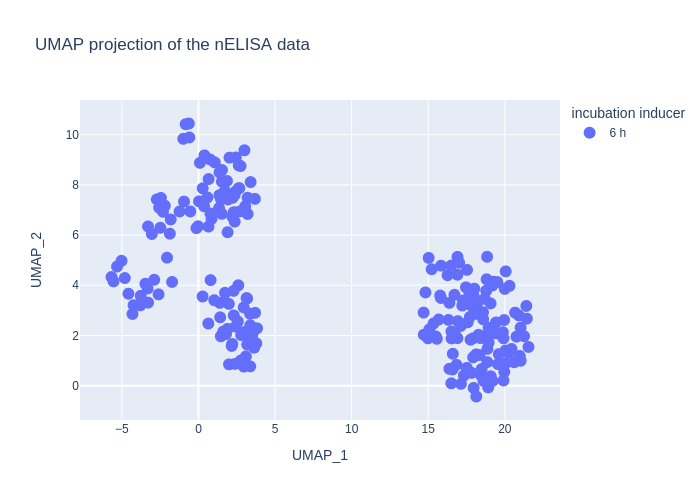 UMAP projection of the nELISA data
incubation inducer
6 h
10
8
6
4
2
0
−5
0
5
10
15
20
UMAP_2
UMAP_1